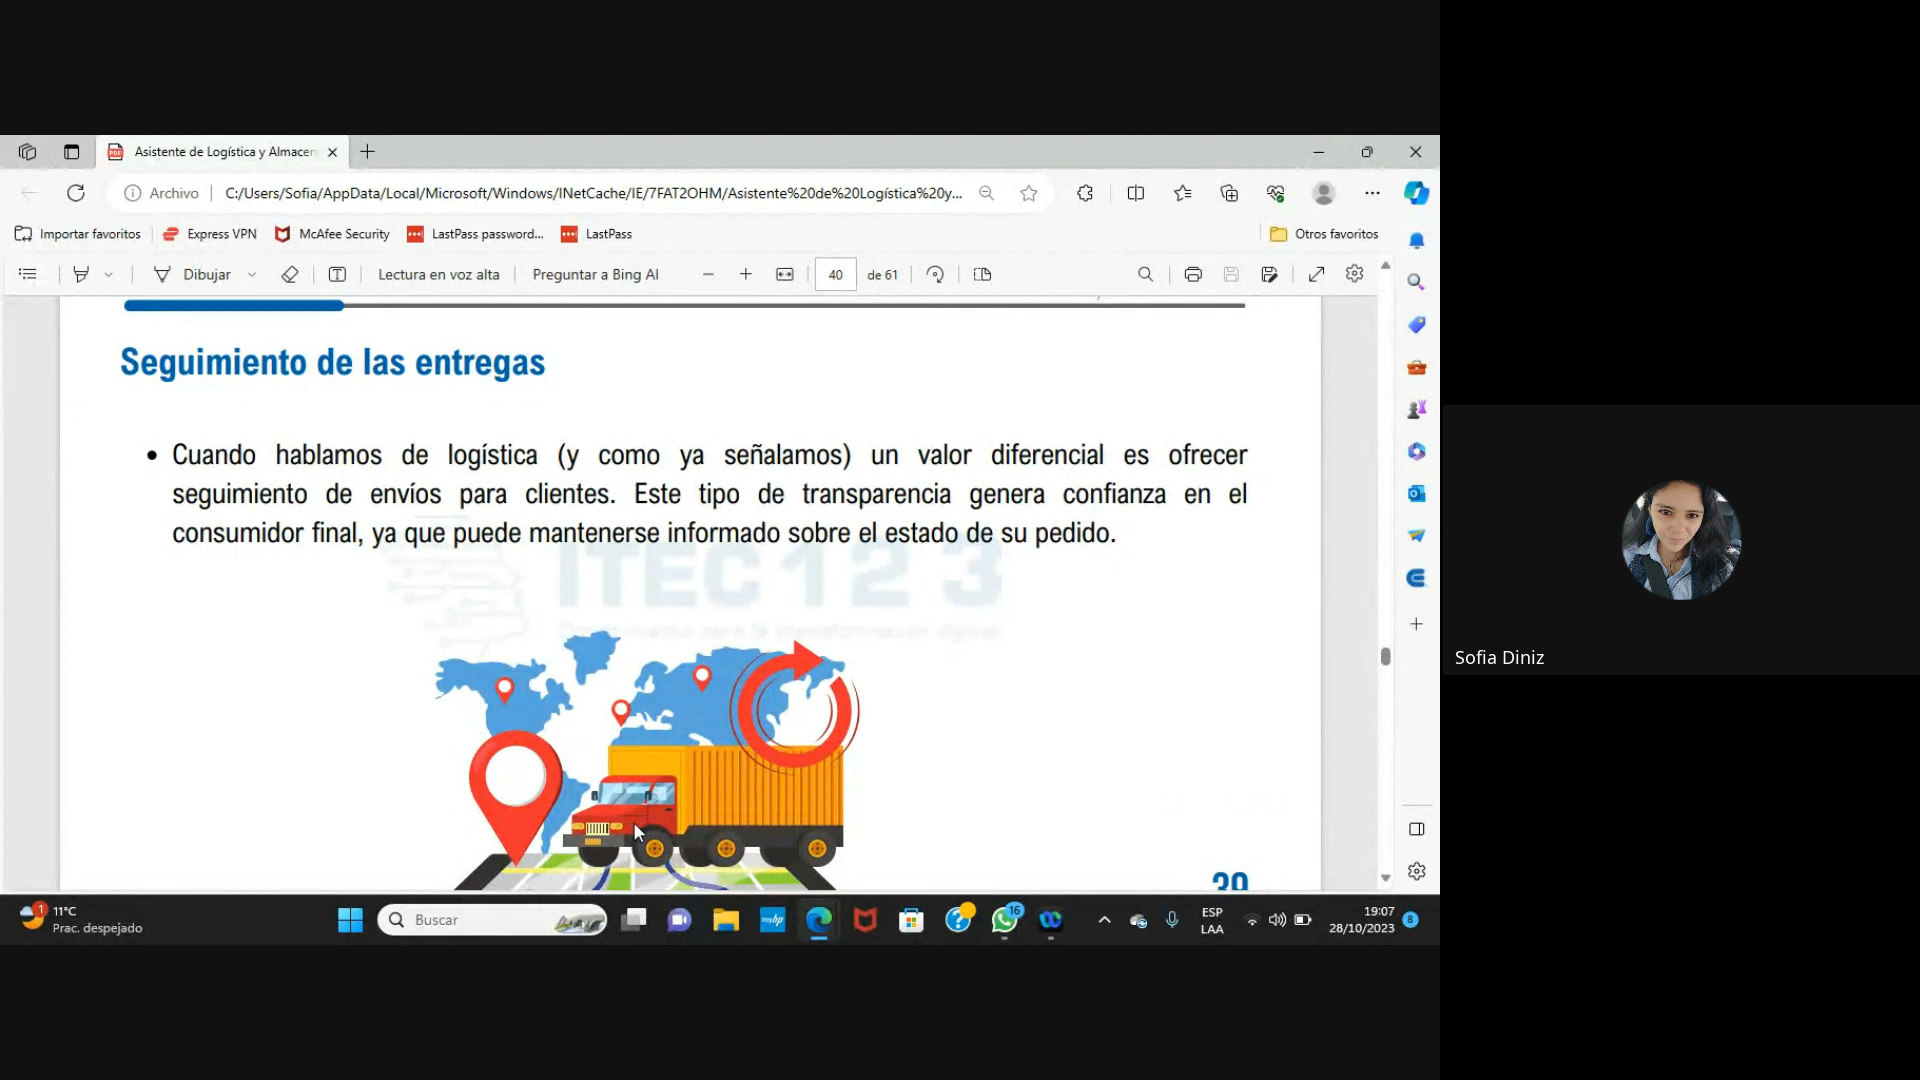 Asistente de Logística y Almacen
Archivo
C:/Users/Sofia/AppData/Local/Microsoft/Windows/INetCache/IE/7FAT2OHM/Asistente%20de%20Logística%20y...
Importar favoritos
Express VPN
McAfee Security
LastPass password...
LastPass
Otros favoritos
Dibujar
Lectura en voz alta
Preguntar a Bing AI
40
de 61
Seguimiento de las entregas
• Cuando hablamos de logística (y como ya señalamos) un valor diferencial es ofrecer
seguimiento de envíos para clientes. Este tipo de transparencia genera confianza en el
consumidor final, ya que puede mantenerse informado sobre el estado de su pedido.
ITEC 1 2 3
39
Sofia Diniz
1
11°C
Prac. despejado
Buscar
myhp
16
ESP
LAA
19:07
28/10/2023
8